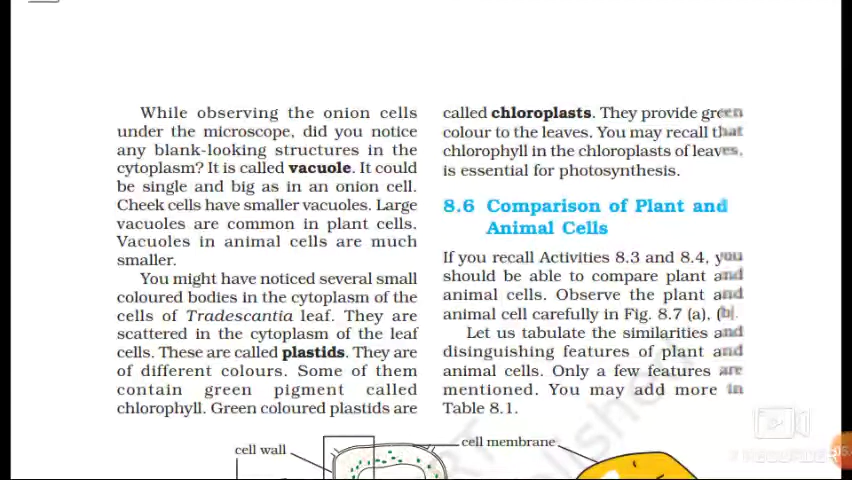 While observing the onion cells
under the microscope, did you notice
any blank-looking structures in the
cytoplasm? It is called vacuole. It could
be single and big as in an onion cell.
Cheek cells have smaller vacuoles. Large
vacuoles are common in plant cells.
Vacuoles in animal cells are much
smaller.
You might have noticed several small
coloured bodies in the cytoplasm of the
cells of Tradescantia leaf. They are
scattered in the cytoplasm of the leaf
cells. These are called plastids. They are
of different colours. Some of them
contain green pigment called
chlorophyll. Green coloured plastids are
called chloroplasts. They provide green
colour to the leaves. You may recall that
chlorophyll in the chloroplasts of leaves,
is essential for photosynthesis.
8.6 Comparison of Plant and
Animal Cells
If you recall Activities 8.3 and 8.4, you
should be able to compare plant and
animal cells. Observe the plant and
animal cell carefully in Fig. 8.7 (a), (b).
Let us tabulate the similarities and
disinguishing features of plant and
animal cells. Only a few features are
mentioned. You may add more in
Table 8.1.
cell wall
cell membrane